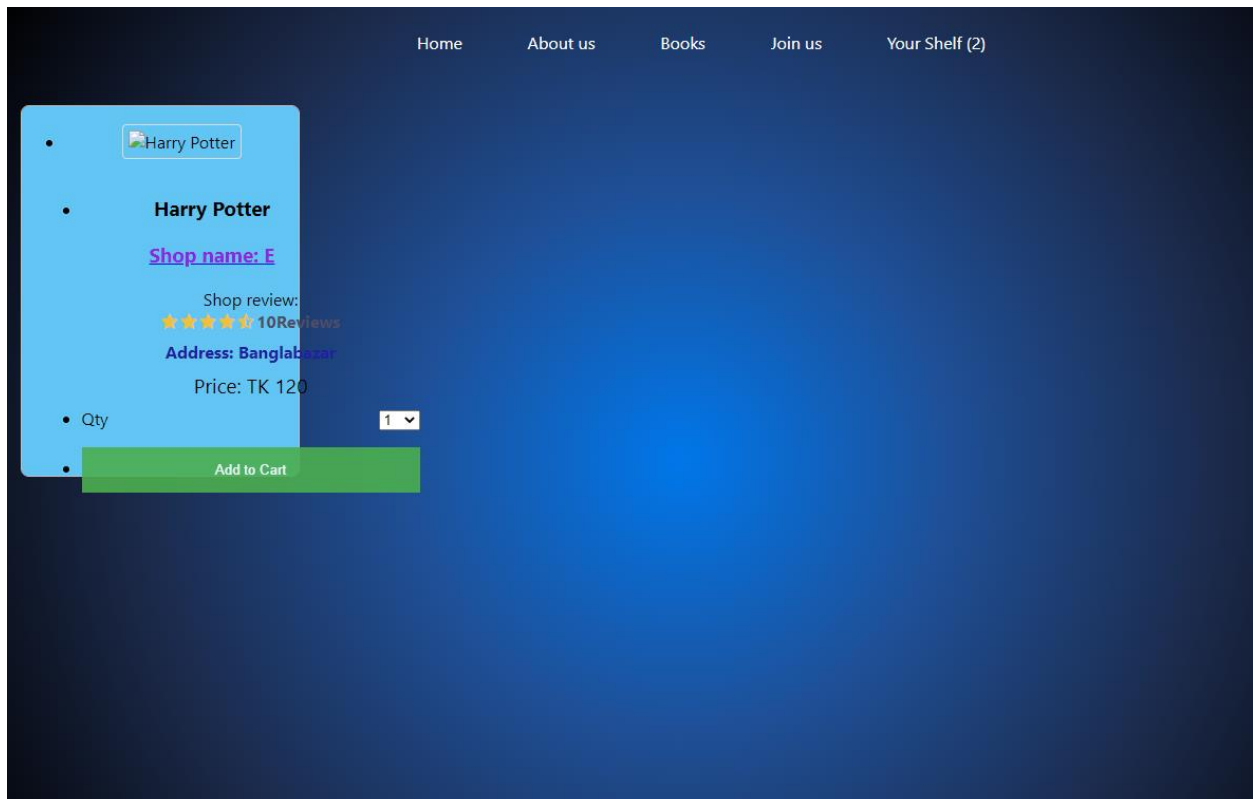 Home About us Books Join us Your Shelf (2)
Harry Potter
Harry Potter
Shop name: E
Shop review:
10Reviews
Address: Banglabazar
Price: TK 120
Qty 1
Add to Cart